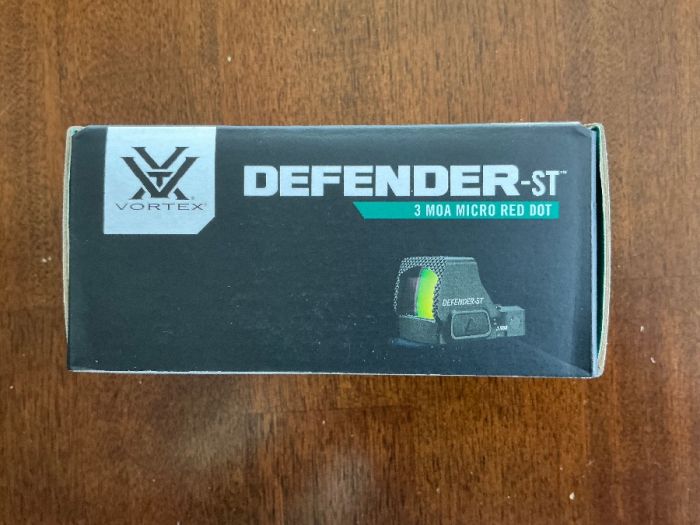 VORTEX
DEFENDER-ST™
3 MOA MICRO RED DOT
DEFENDER-ST